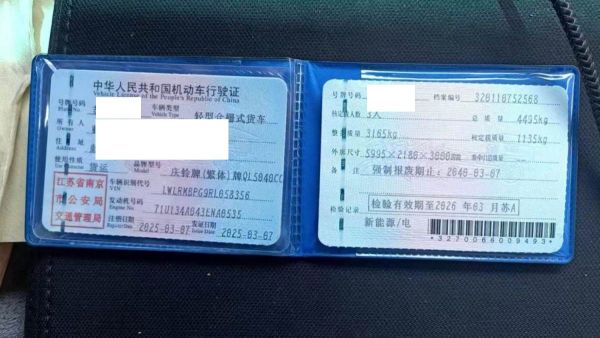 中华人民共和国机动车行驶证
Vehicle License of the People's Republic of China
号牌号码
Plate No.
车辆类型
Vehicle Type
轻型仓栅式货车
所有人
Owner
住址
Address
使用性质
货运
品牌型号
庆铃牌(繁体)牌QL5040CC
江苏省南京
市公安局
交通管理局
车辆识别代号
VIN
LWLRMBPG9RL058356
发动机号码
Engine No.
注册日期
Register Date
2025-03-07
发证日期
Issue Date
2025-03-07
号牌号码
档案编号
320110752568
核定载人数
3人
总质量
4495kg
整备质量
3165kg
核定载质量
1135kg
外廓尺寸
准牵引总质量
备注
强制报废期止:2040-03-07
检验记录
检验有效期至2026年03月苏A
新能源/电
*3270066009493*